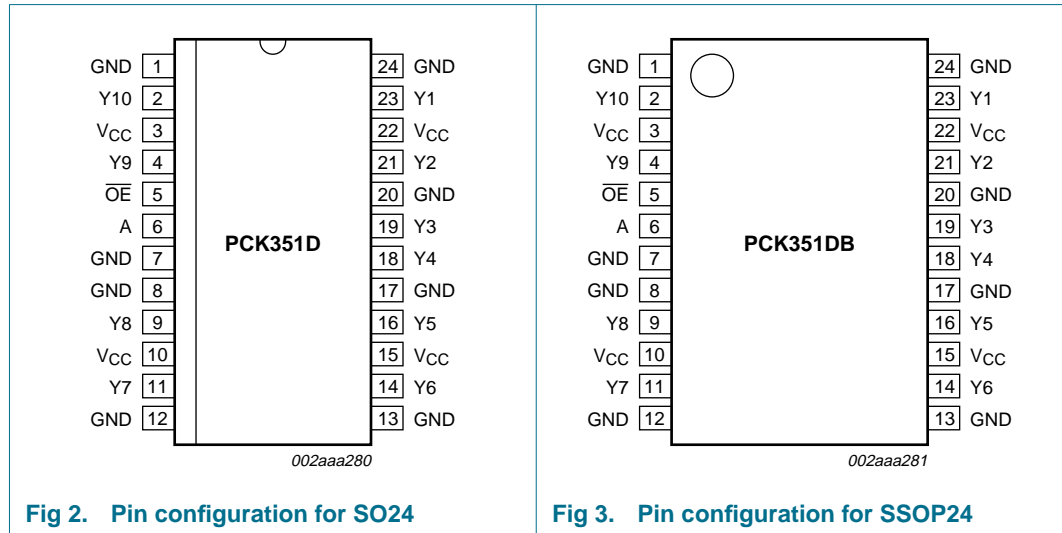 GND 1 24 GND
Y10 2 23 Y1
VCC 3 22 VCC
Y9 4 21 Y2
OE 5 20 GND
A 6 19 Y3
PCK351D
GND 7 18 Y4
GND 8 17 GND
Y8 9 16 Y5
VCC 10 15 VCC
Y7 11 14 Y6
GND 12 13 GND
002aaa280
Fig 2. Pin configuration for SO24
GND 1 24 GND
Y10 2 23 Y1
VCC 3 22 VCC
Y9 4 21 Y2
OE 5 20 GND
A 6 19 Y3
PCK351DB
GND 7 18 Y4
GND 8 17 GND
Y8 9 16 Y5
VCC 10 15 VCC
Y7 11 14 Y6
GND 12 13 GND
002aaa281
Fig 3. Pin configuration for SSOP24